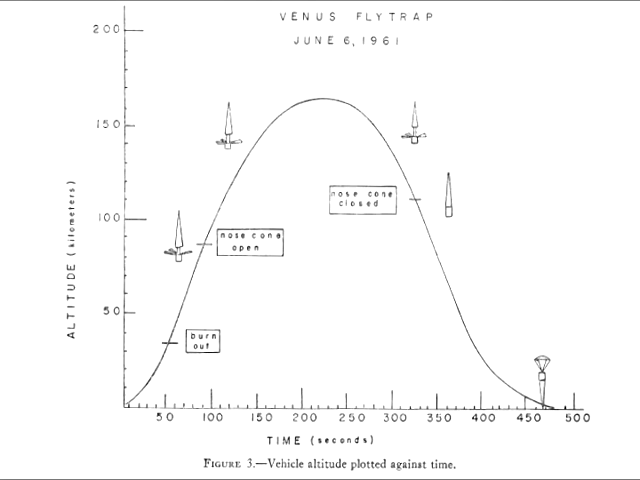 VENUS FLYTRAP
JUNE 6, 1961
200
150
100
50
ALTITUDE (kilometers)
nose cone
closed
nose cone
open
burn
out
50 100 150 200 250 300 350 400 450 500
TIME (seconds)
FIGURE 3.—Vehicle altitude plotted against time.